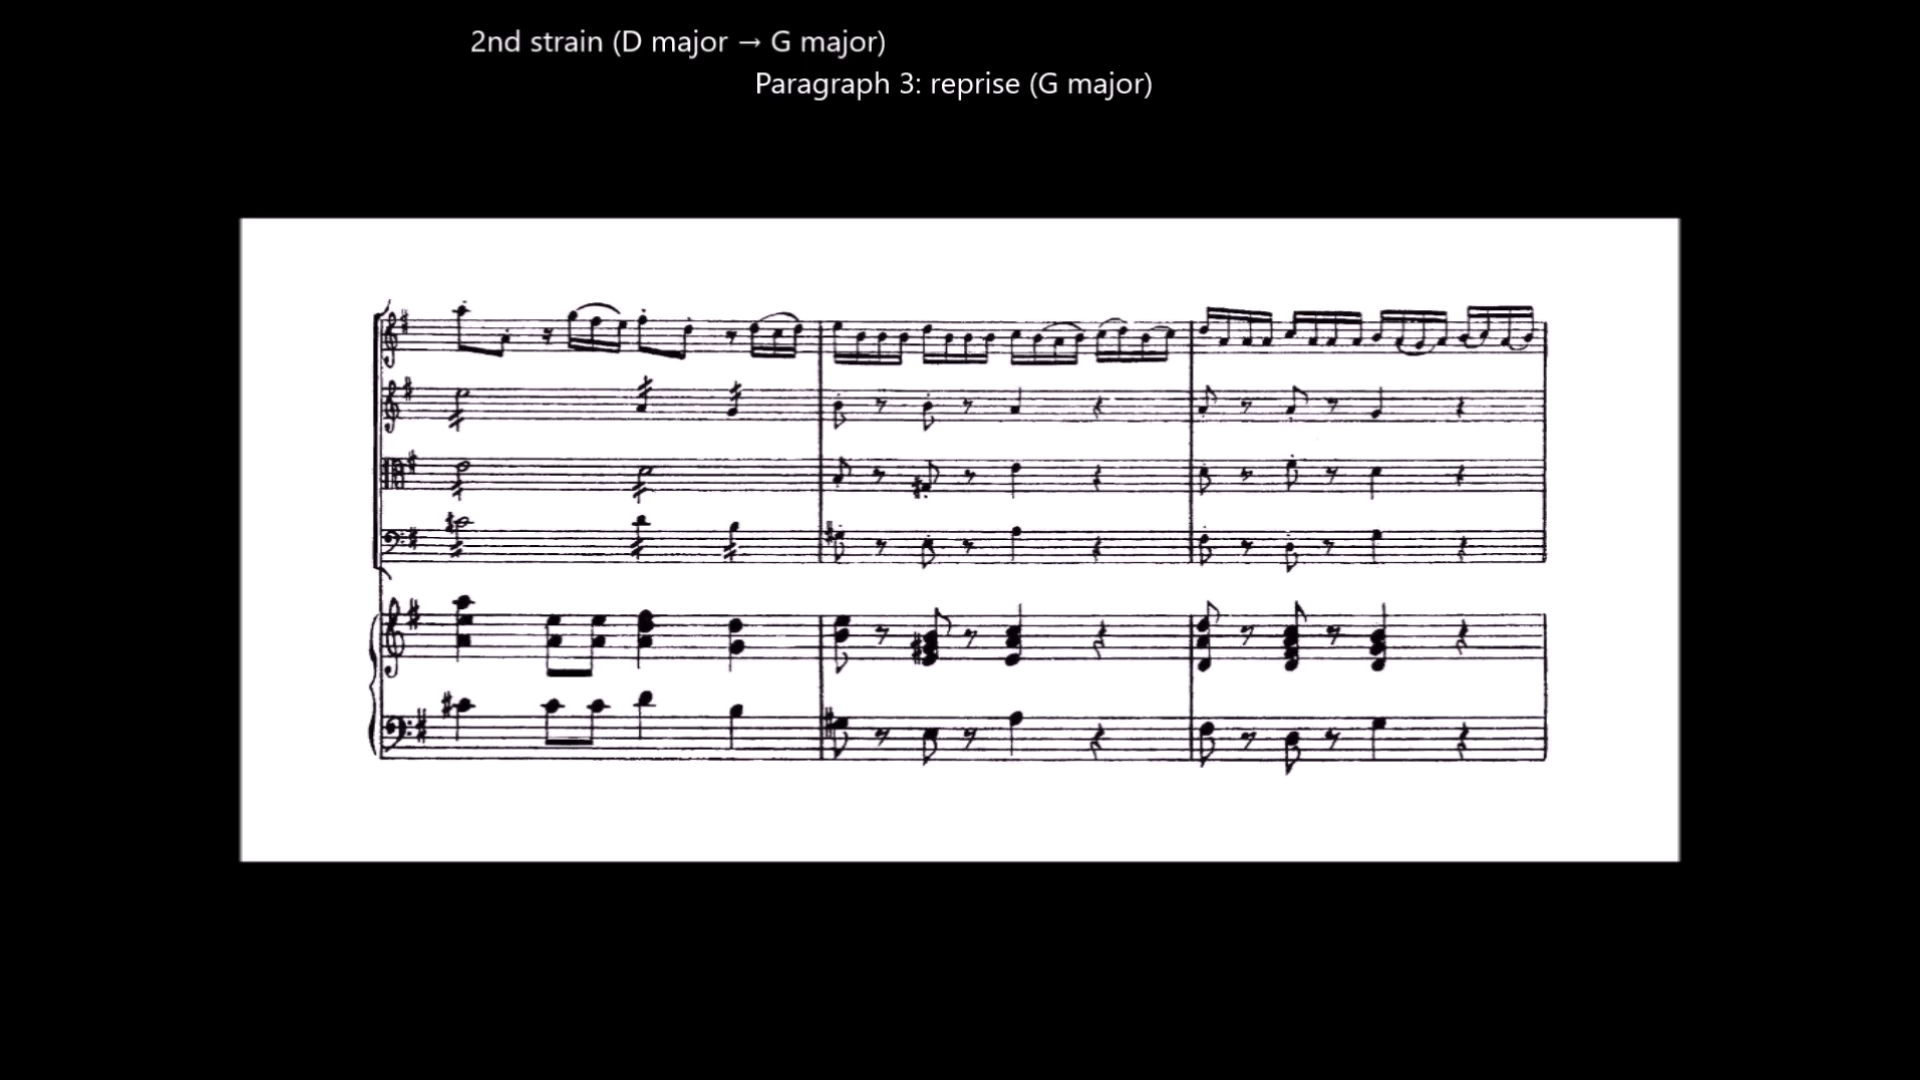 2nd strain (D major → G major)
Paragraph 3: reprise (G major)